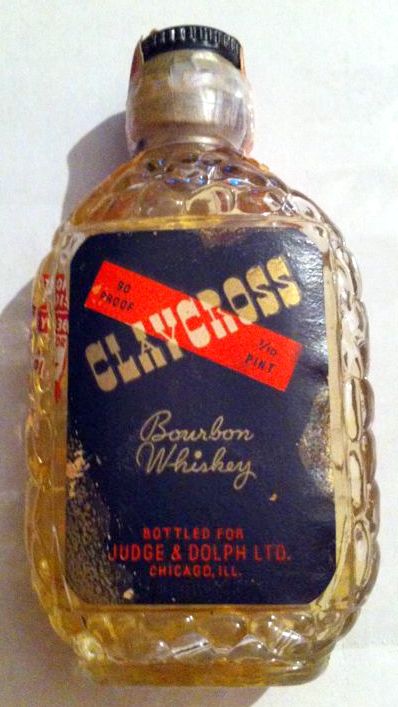 90
PROOF
CLAYCROSS
1/10
PINT
Bourbon
Whiskey
BOTTLED FOR
JUDGE & DOLPH LTD.
CHICAGO, ILL.